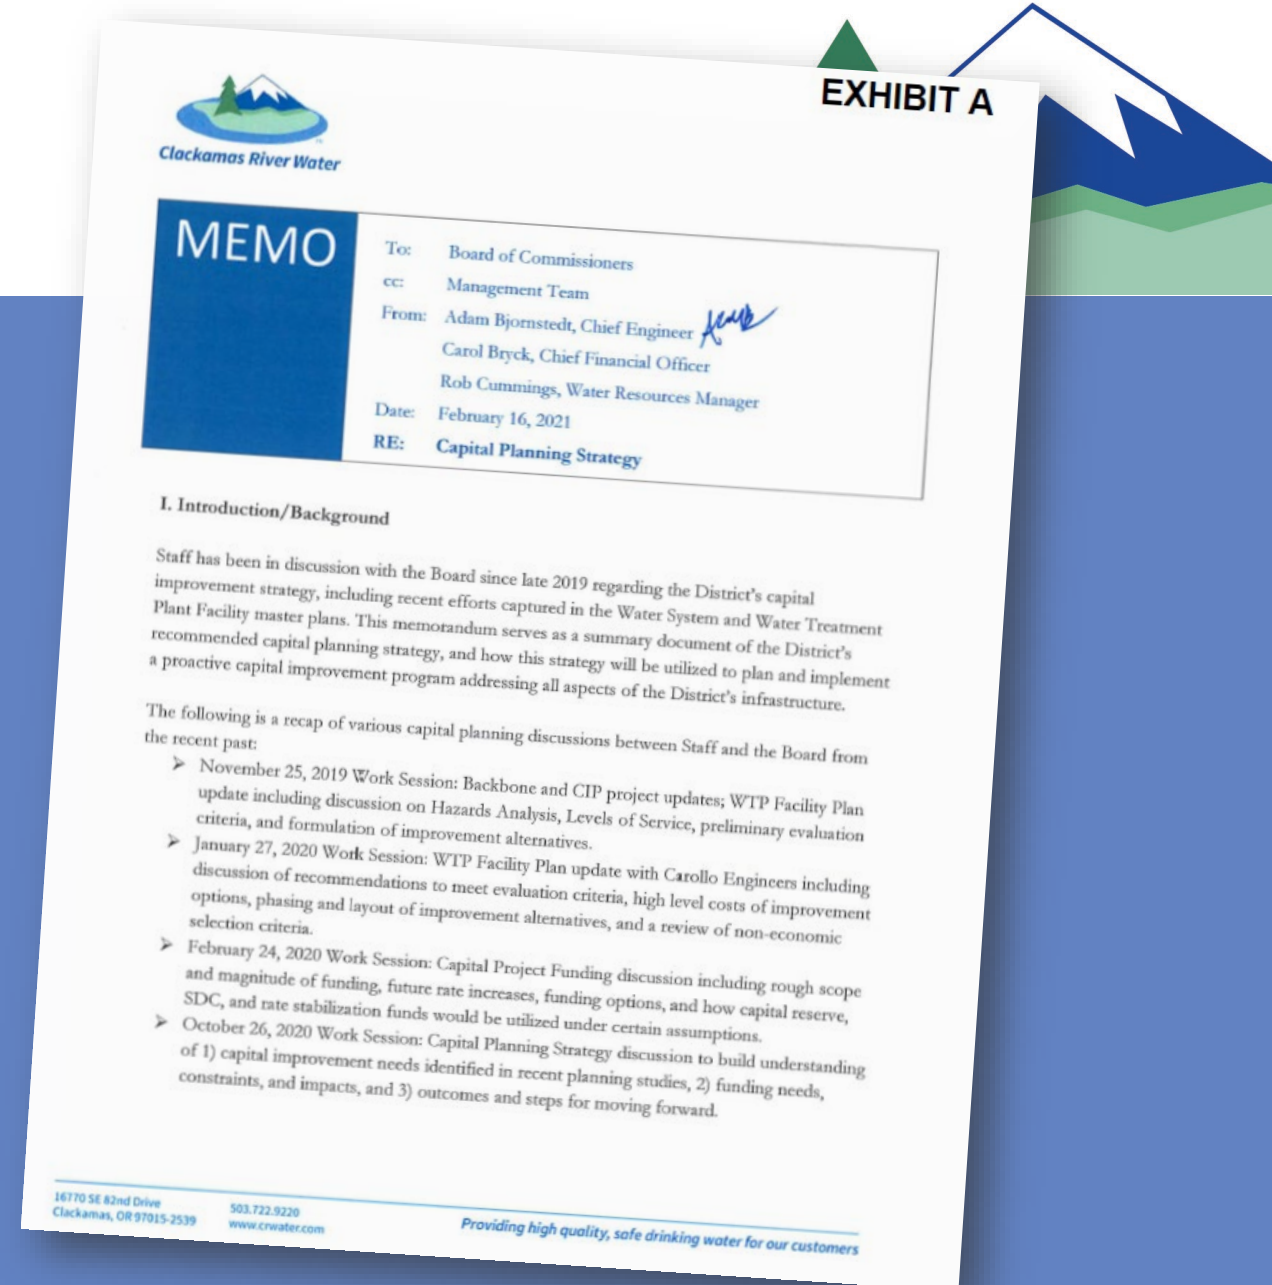 EXHIBIT A
Clackamas River Water
MEMO
To: Board of Commissioners
cc: Management Team
From: Adam Bjornstedt, Chief Engineer
Carol Bryck, Chief Financial Officer
Rob Cummings, Water Resources Manager
Date: February 16, 2021
RE: Capital Planning Strategy
I. Introduction/Background
Staff has been in discussion with the Board since late 2019 regarding the District's capital
improvement strategy, including recent efforts captured in the Water System and Water Treatment
Plant Facility master plans. This memorandum serves as a summary document of the District's
recommended capital planning strategy, and how this strategy will be utilized to plan and implement
a proactive capital improvement program addressing all aspects of the District's infrastructure.
The following is a recap of various capital planning discussions between Staff and the Board from
the recent past:
➢ November 25, 2019 Work Session: Backbone and CIP project updates; WTP Facility Plan
update including discussion on Hazards Analysis, Levels of Service, preliminary evaluation
criteria, and formulation of improvement alternatives.
➢ January 27, 2020 Work Session: WTP Facility Plan update with Carollo Engineers including
discussion of recommendations to meet evaluation criteria, high level costs of improvement
options, phasing and layout of improvement alternatives, and a review of non-economic
selection criteria.
➢ February 24, 2020 Work Session: Capital Project Funding discussion including rough scope
and magnitude of funding, future rate increases, funding options, and how capital reserve,
SDC, and rate stabilization funds would be utilized under certain assumptions.
➢ October 26, 2020 Work Session: Capital Planning Strategy discussion to build understanding
of 1) capital improvement needs identified in recent planning studies, 2) funding needs,
constraints, and impacts, and 3) outcomes and steps for moving forward.
16770 SE 82nd Drive
Clackamas, OR 97015-2539
503.722.9220
www.crwater.com
Providing high quality, safe drinking water for our customers